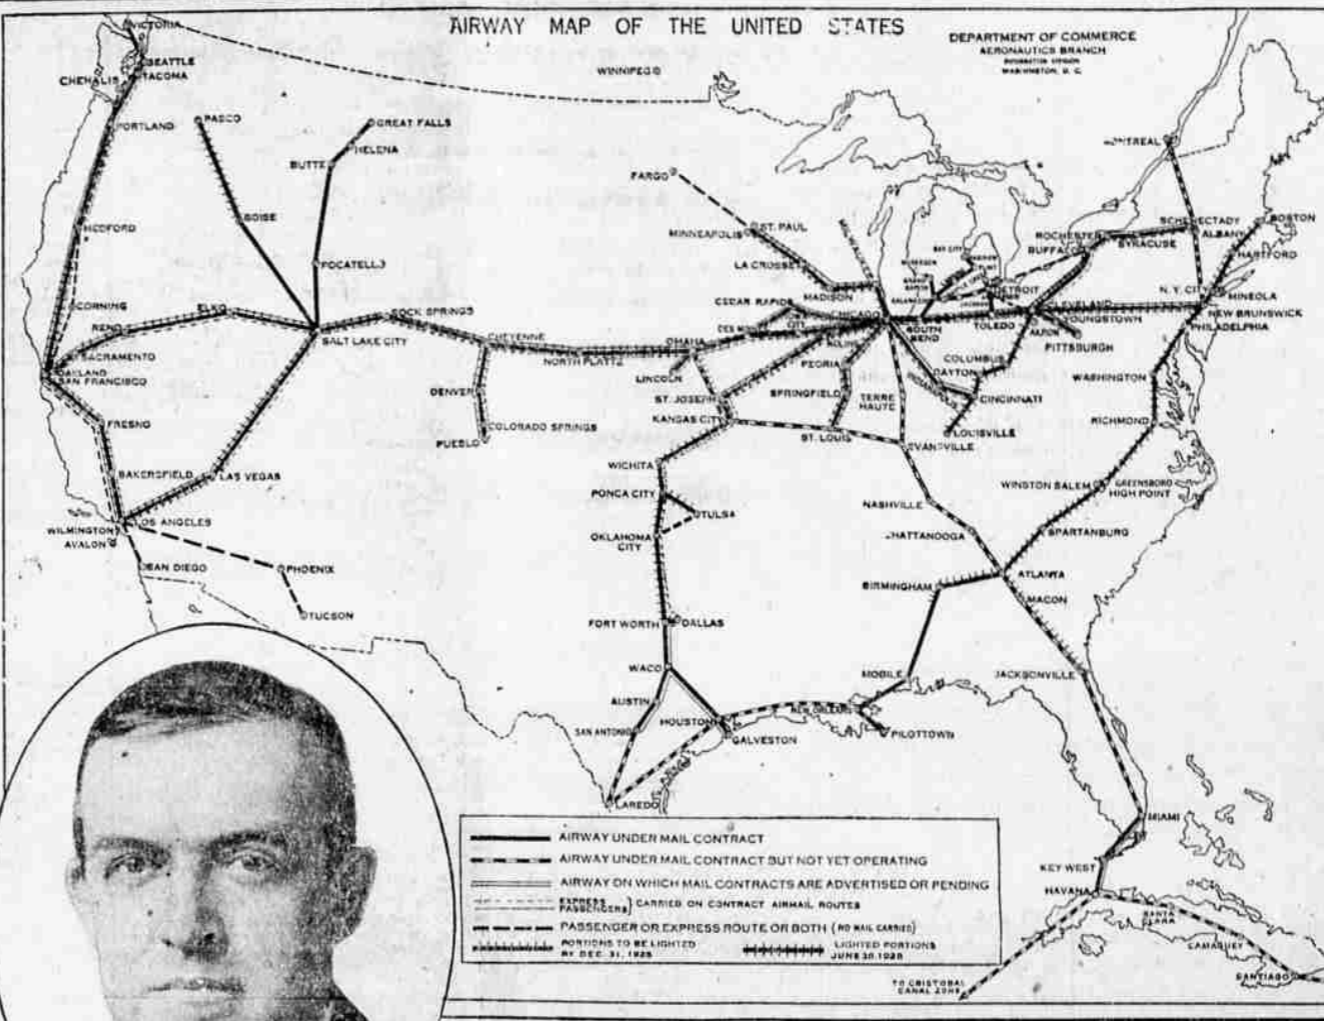 AIRWAY MAP OF THE UNITED STATES
DEPARTMENT OF COMMERCE
AERONAUTICS BRANCH
WASHINGTON, D. C.
VICTORIA
SEATTLE
TACOMA
CHEHALIS
PORTLAND
PASCO
GREAT FALLS
HELENA
BUTTE
WINNIPEG
FARGO
MONTREAL
BOISE
MEDFORD
POCATELLO
MINNEAPOLIS
ST. PAUL
LA CROSSE
MADISON
MILWAUKEE
BAY CITY
FLINT
DETROIT
ROCHESTER
BUFFALO
SYRACUSE
SCHENECTADY
ALBANY
BOSTON
HARTFORD
CORNING
RENO
ELKO
ROCK SPRINGS
SALT LAKE CITY
CHEYENNE
NORTH PLATTE
OMAHA
LINCOLN
CEDAR RAPIDS
CHICAGO
MOLINE
SOUTH BEND
TOLEDO
CLEVELAND
AKRON
YOUNGSTOWN
PITTSBURGH
N.Y. CITY
MINEOLA
NEW BRUNSWICK
PHILADELPHIA
SACRAMENTO
OAKLAND
SAN FRANCISCO
DENVER
COLORADO SPRINGS
PUEBLO
ST. JOSEPH
KANSAS CITY
PEORIA
SPRINGFIELD
ST. LOUIS
TERRE HAUTE
EVANSVILLE
INDIANAPOLIS
COLUMBUS
DAYTON
CINCINNATI
LOUISVILLE
WASHINGTON
RICHMOND
FRESNO
BAKERSFIELD
LAS VEGAS
LOS ANGELES
WILMINGTON
AVALON
SAN DIEGO
PHOENIX
TUCSON
WICHITA
PONCA CITY
TULSA
OKLAHOMA CITY
FORT WORTH
DALLAS
WACO
AUSTIN
SAN ANTONIO
HOUSTON
GALVESTON
LAREDO
NEW ORLEANS
PILOTTOWN
MOBILE
BIRMINGHAM
NASHVILLE
CHATTANOOGA
WINSTON SALEM
GREENSBORO
HIGH POINT
SPARTANBURG
ATLANTA
MACON
JACKSONVILLE
MIAMI
KEY WEST
HAVANA
SANTA CLARA
CAMAGUEY
SANTIAGO
TO CRISTOBAL
CANAL ZONE
AIRWAY UNDER MAIL CONTRACT
AIRWAY UNDER MAIL CONTRACT BUT NOT YET OPERATING
AIRWAY ON WHICH MAIL CONTRACTS ARE ADVERTISED OR PENDING
EXPRESS
PASSENGERS } CARRIED ON CONTRACT AIRMAIL ROUTES
PASSENGER OR EXPRESS ROUTE OR BOTH (NO MAIL CARRIED)
PORTIONS TO BE LIGHTED
BY DEC. 31, 1928
LIGHTED PORTIONS
JUNE 30, 1928